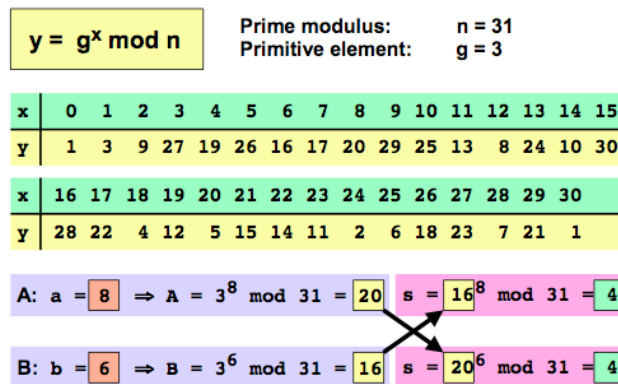 y = g^x mod n
Prime modulus: n = 31
Primitive element: g = 3
x 0 1 2 3 4 5 6 7 8 9 10 11 12 13 14 15
y 1 3 9 27 19 26 16 17 20 29 25 13 8 24 10 30
x 16 17 18 19 20 21 22 23 24 25 26 27 28 29 30
y 28 22 4 12 5 15 14 11 2 6 18 23 7 21 1
A: a = 8 ⇒ A = 3^8 mod 31 = 20 s = 16^8 mod 31 = 4
B: b = 6 ⇒ B = 3^6 mod 31 = 16 s = 20^6 mod 31 = 4